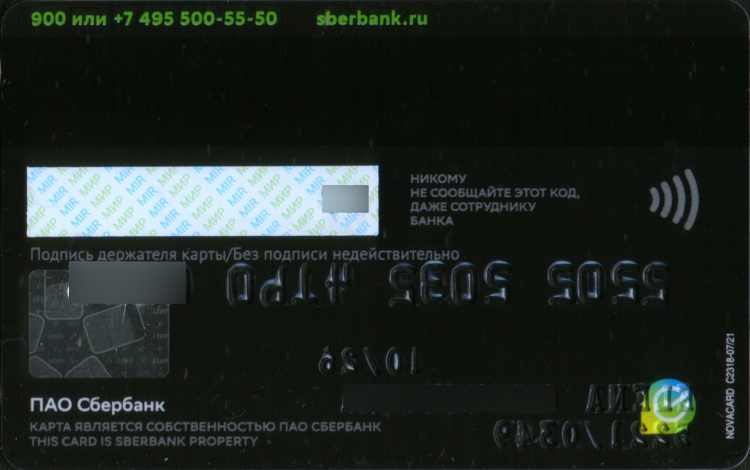 900 или +7 495 500-55-50 sberbank.ru
MIR МИР
НИКОМУ
НЕ СООБЩАЙТЕ ЭТОТ КОД,
ДАЖЕ СОТРУДНИКУ
БАНКА
Подпись держателя карты/Без подписи недействительно
ПАО Сбербанк
КАРТА ЯВЛЯЕТСЯ СОБСТВЕННОСТЬЮ ПАО СБЕРБАНК
THIS CARD IS SBERBANK PROPERTY
NOVACARD C2318-07/21